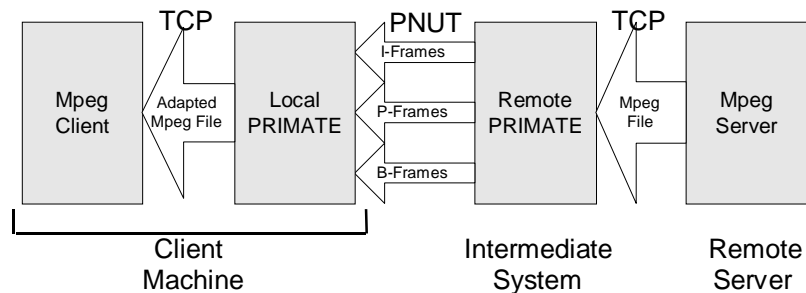 TCP
PNUT
TCP
I-Frames
Mpeg
Client
Adapted
Mpeg File
Local
PRIMATE
P-Frames
Remote
PRIMATE
Mpeg
File
Mpeg
Server
B-Frames
Client
Machine
Intermediate
System
Remote
Server